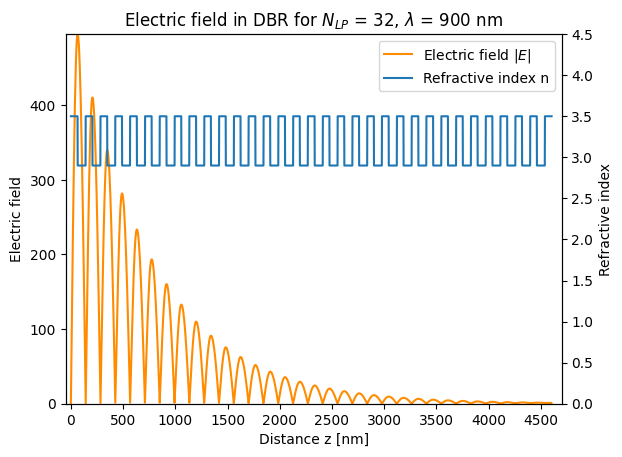 Electric field in DBR for N_LP = 32, λ = 900 nm
Electric field |E|
Refractive index n
Electric field
0
100
200
300
400
0.0
0.5
1.0
1.5
2.0
2.5
3.0
3.5
4.0
4.5
Refractive index
0 500 1000 1500 2000 2500 3000 3500 4000 4500
Distance z [nm]